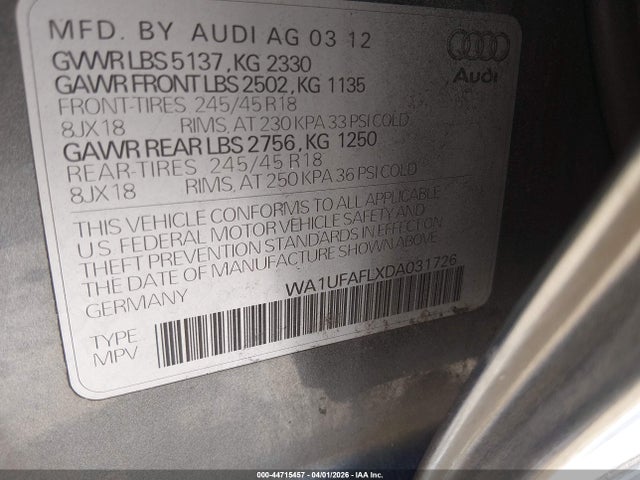 MFD. BY AUDI AG 03 12
GVWR LBS 5137, KG 2330
GAWR FRONT LBS 2502, KG 1135
FRONT-TIRES 245/45 R18
8JX18 RIMS, AT 230 KPA 33 PSI COLD
GAWR REAR LBS 2756, KG 1250
REAR-TIRES 245/45 R18
8JX18 RIMS, AT 250 KPA 36 PSI COLD
Audi
THIS VEHICLE CONFORMS TO ALL APPLICABLE
U.S. FEDERAL MOTOR VEHICLE SAFETY AND
THEFT PREVENTION STANDARDS IN EFFECT ON
THE DATE OF MANUFACTURE SHOWN ABOVE.
GERMANY
WA1UFAFLXDA031726
TYPE
MPV
000-44715457 - 04/01/2026 - IAA Inc.